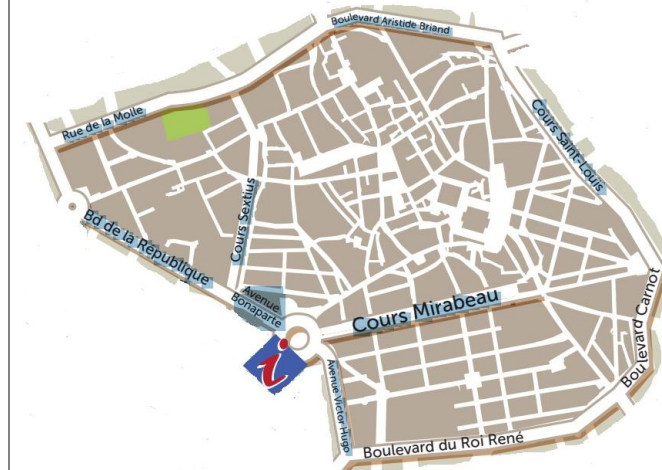 Boulevard Aristide Briand
Rue de la Molle
Cours Saint-Louis
Cours Sextius
Bd de la République
Avenue
Bonaparte
Cours Mirabeau
Boulevard Carnot
i
Avenue Victor Hugo
Boulevard du Roi René